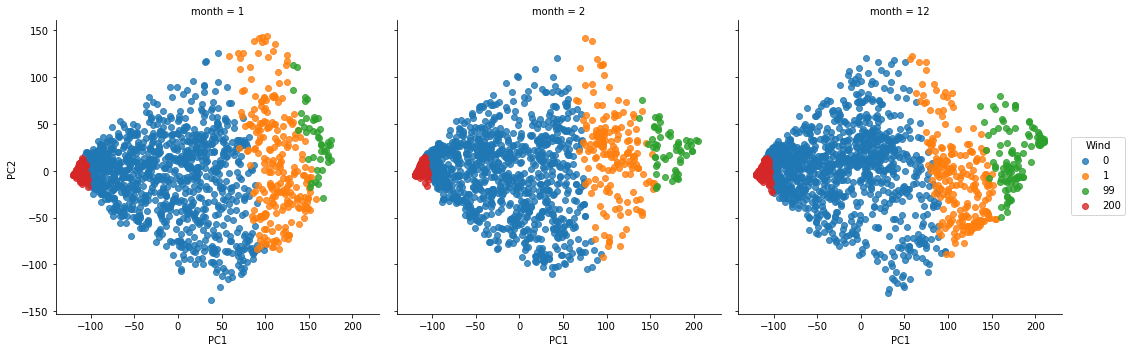 month = 1
month = 2
month = 12
PC2
150
100
50
0
−50
−100
−150
−100 −50 0 50 100 150 200
−100 −50 0 50 100 150 200
−100 −50 0 50 100 150 200
PC1
PC1
PC1
Wind
0
1
99
200